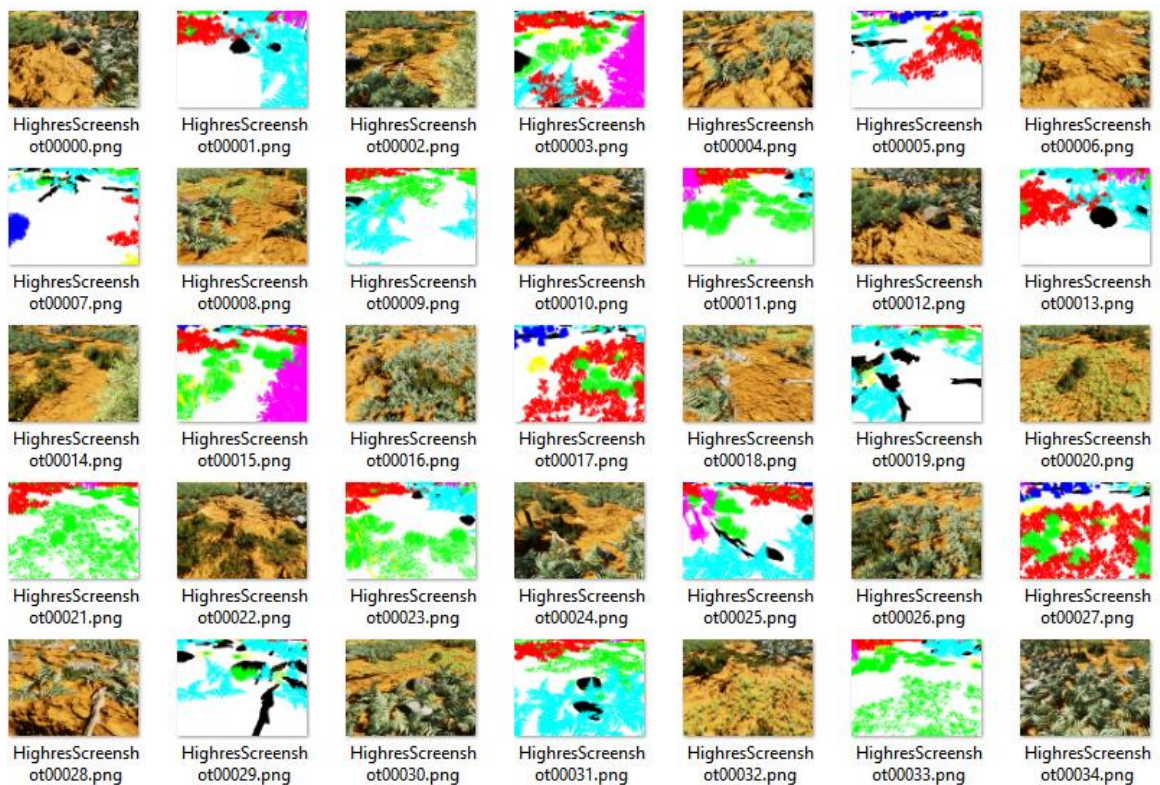 HighresScreensh
ot00000.png
HighresScreensh
ot00001.png
HighresScreensh
ot00002.png
HighresScreensh
ot00003.png
HighresScreensh
ot00004.png
HighresScreensh
ot00005.png
HighresScreensh
ot00006.png
HighresScreensh
ot00007.png
HighresScreensh
ot00008.png
HighresScreensh
ot00009.png
HighresScreensh
ot00010.png
HighresScreensh
ot00011.png
HighresScreensh
ot00012.png
HighresScreensh
ot00013.png
HighresScreensh
ot00014.png
HighresScreensh
ot00015.png
HighresScreensh
ot00016.png
HighresScreensh
ot00017.png
HighresScreensh
ot00018.png
HighresScreensh
ot00019.png
HighresScreensh
ot00020.png
HighresScreensh
ot00021.png
HighresScreensh
ot00022.png
HighresScreensh
ot00023.png
HighresScreensh
ot00024.png
HighresScreensh
ot00025.png
HighresScreensh
ot00026.png
HighresScreensh
ot00027.png
HighresScreensh
ot00028.png
HighresScreensh
ot00029.png
HighresScreensh
ot00030.png
HighresScreensh
ot00031.png
HighresScreensh
ot00032.png
HighresScreensh
ot00033.png
HighresScreensh
ot00034.png